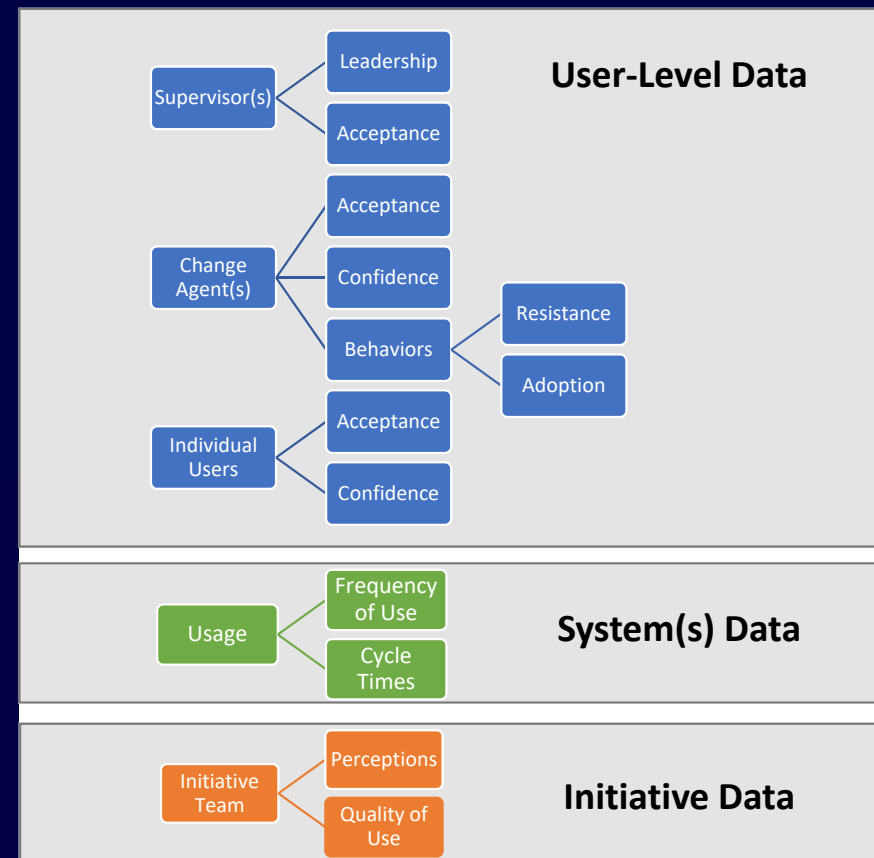 User-Level Data
Supervisor(s)
Leadership
Acceptance
Change
Agent(s)
Acceptance
Confidence
Behaviors
Resistance
Adoption
Individual
Users
Acceptance
Confidence
System(s) Data
Usage
Frequency
of Use
Cycle
Times
Initiative Data
Initiative
Team
Perceptions
Quality of
Use